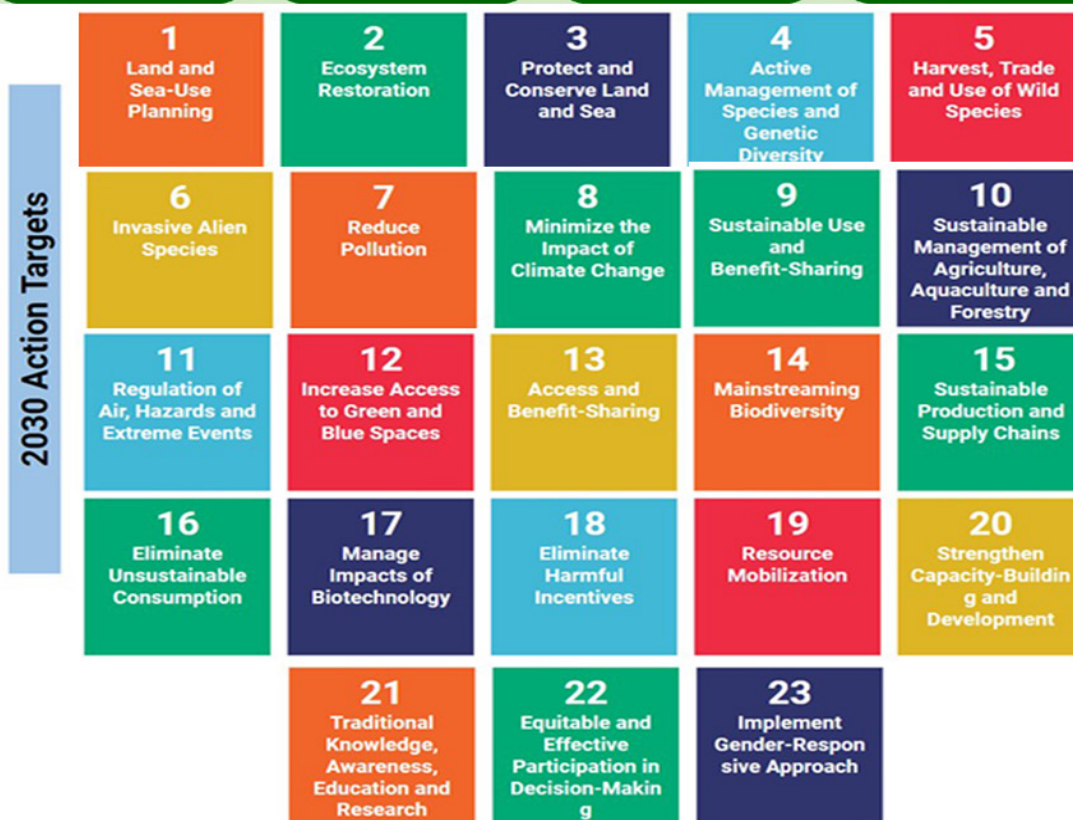 2030 Action Targets
1
Land and
Sea-Use
Planning
2
Ecosystem
Restoration
3
Protect and
Conserve Land
and Sea
4
Active
Management of
Species and
Genetic
Diversity
5
Harvest, Trade
and Use of Wild
Species
6
Invasive Alien
Species
7
Reduce
Pollution
8
Minimize the
Impact of
Climate Change
9
Sustainable Use
and
Benefit-Sharing
10
Sustainable
Management of
Agriculture,
Aquaculture and
Forestry
11
Regulation of
Air, Hazards and
Extreme Events
12
Increase Access
to Green and
Blue Spaces
13
Access and
Benefit-Sharing
14
Mainstreaming
Biodiversity
15
Sustainable
Production and
Supply Chains
16
Eliminate
Unsustainable
Consumption
17
Manage
Impacts of
Biotechnology
18
Eliminate
Harmful
Incentives
19
Resource
Mobilization
20
Strengthen
Capacity-Buildin
g and
Development
21
Traditional
Knowledge,
Awareness,
Education and
Research
22
Equitable and
Effective
Participation in
Decision-Makin
g
23
Implement
Gender-Respon
sive Approach